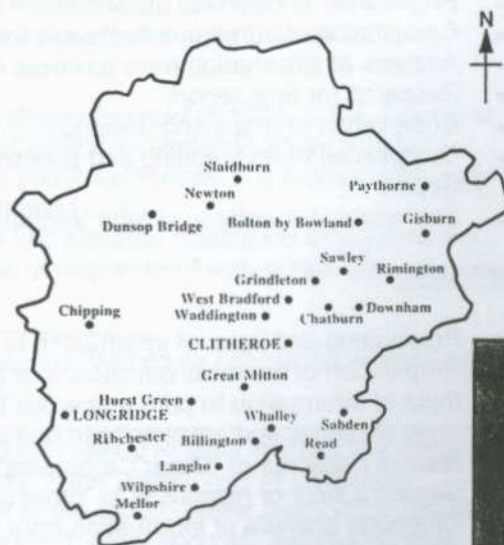 N
Slaidburn
Paythorne
Newton
Dunsop Bridge
Bolton by Bowland
Gisburn
Sawley
Grindleton
Rimington
West Bradford
Chipping
Waddington
Chatburn
Downham
CLITHEROE
Great Mitton
Hurst Green
LONGRIDGE
Whalley
Sabden
Ribchester
Billington
Read
Langho
Wilpshire
Mellor